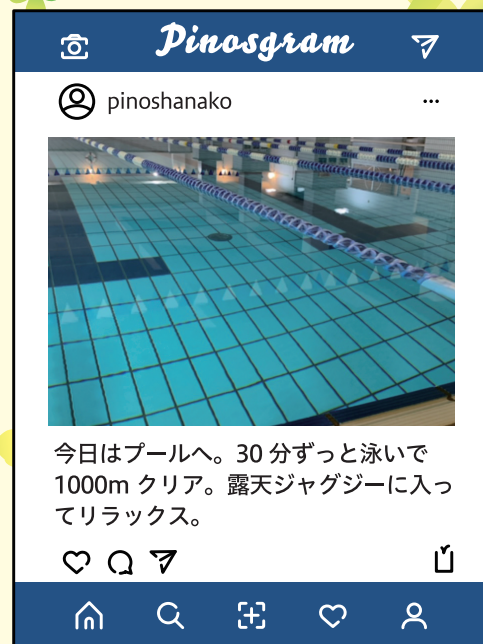 Pinosgram
pinoshanako
...
今日はプールへ。30 分ずっと泳いで
1000m クリア。露天ジャグジーに入っ
てリラックス。